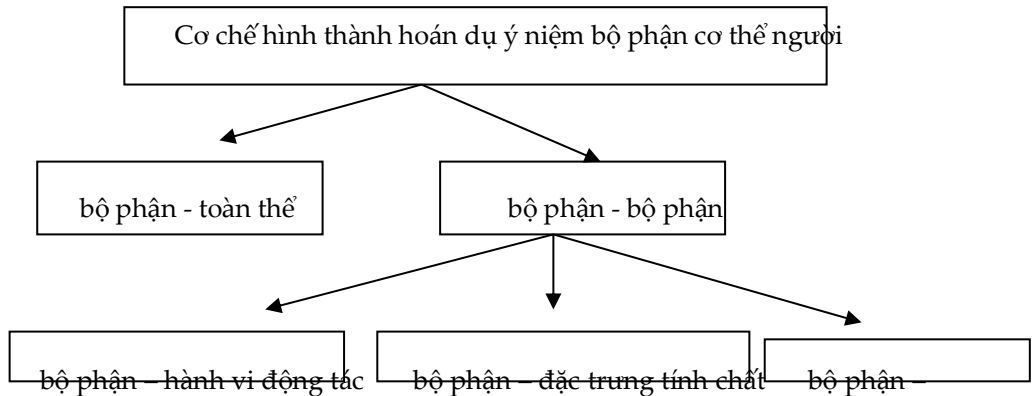 Cơ chế hình thành hoán dụ ý niệm bộ phận cơ thể người
bộ phận - toàn thể
bộ phận - bộ phận
bộ phận – hành vi động tác
bộ phận – đặc trưng tính chất
bộ phận –